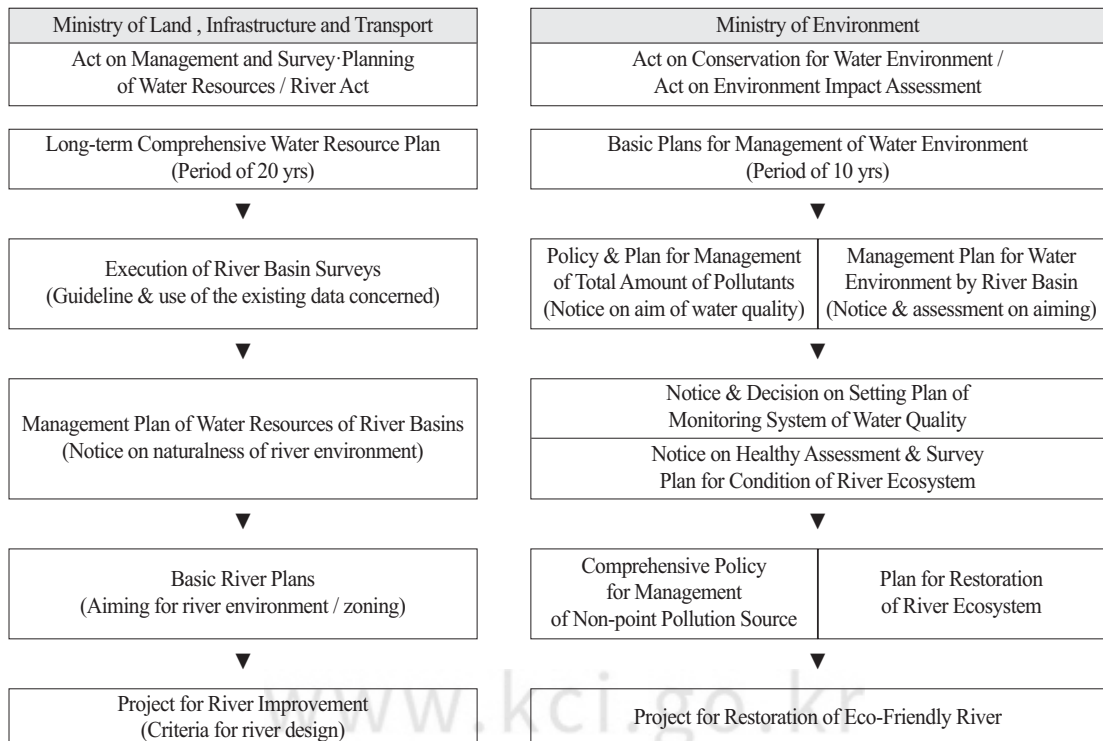 Ministry of Land , Infrastructure and Transport
Act on Management and Survey·Planning
of Water Resources / River Act
Long-term Comprehensive Water Resource Plan
(Period of 20 yrs)
▼
Execution of River Basin Surveys
(Guideline & use of the existing data concerned)
▼
Management Plan of Water Resources of River Basins
(Notice on naturalness of river environment)
▼
Basic River Plans
(Aiming for river environment / zoning)
▼
Project for River Improvement
(Criteria for river design)
Ministry of Environment
Act on Conservation for Water Environment /
Act on Environment Impact Assessment
Basic Plans for Management of Water Environment
(Period of 10 yrs)
▼
Policy & Plan for Management
of Total Amount of Pollutants
(Notice on aim of water quality)
Management Plan for Water
Environment by River Basin
(Notice & assessment on aiming)
▼
Notice & Decision on Setting Plan of
Monitoring System of Water Quality
Notice on Healthy Assessment & Survey
Plan for Condition of River Ecosystem
▼
Comprehensive Policy
for Management
of Non-point Pollution Source
Plan for Restoration
of River Ecosystem
▼
Project for Restoration of Eco-Friendly River
www.kci.go.kr